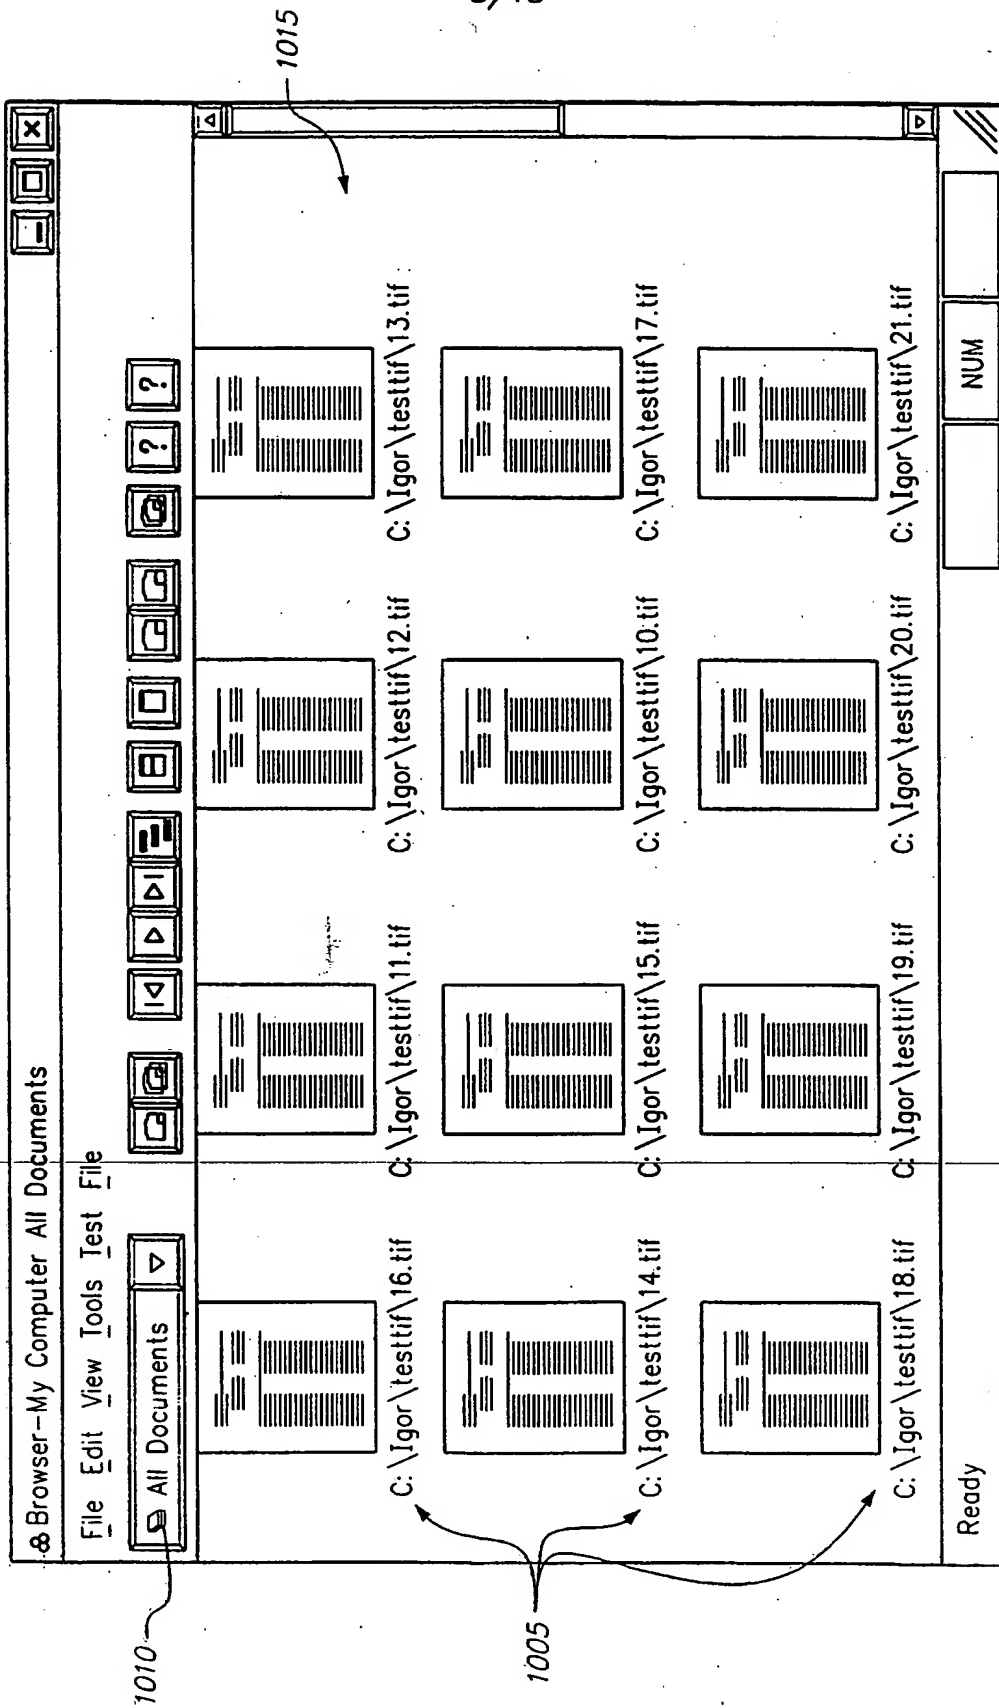 1015
Browser-My Computer All Documents
File Edit View Tools Test File
1010
All Documents
? ?
C: \Igor\testtif\16.tif C: \Igor\testtif\11.tif C: \Igor\testtif\12.tif C: \Igor\testtif\13.tif
C: \Igor\testtif\14.tif C: \Igor\testtif\15.tif C: \Igor\testtif\10.tif C: \Igor\testtif\17.tif
1005
C: \Igor\testtif\18.tif C: \Igor\testtif\19.tif C: \Igor\testtif\20.tif C: \Igor\testtif\21.tif
Ready NUM